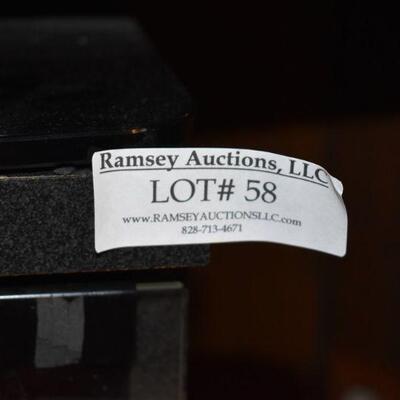 Ramsey Auctions, LLC
LOT# 58
www.RAMSEYAUCTIONSLLC.com
828-713-4671